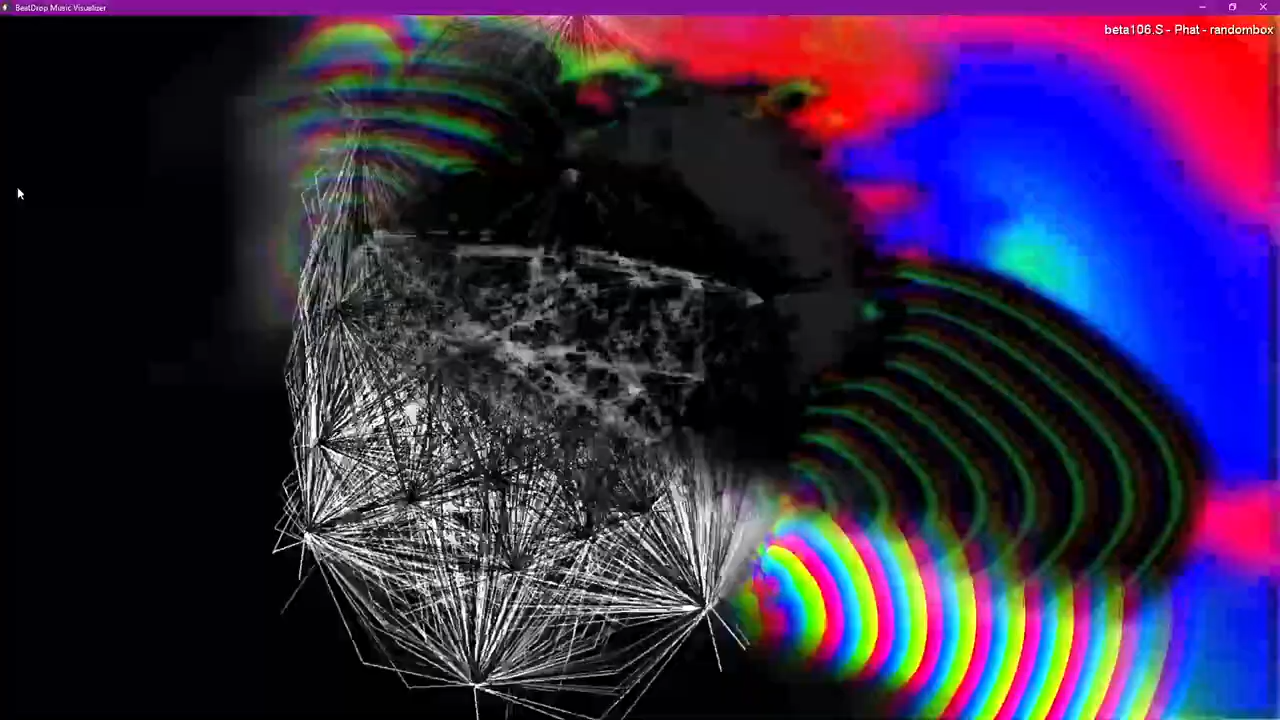 BeatDrop Music Visualizer
beta106.S - Phat - randombox